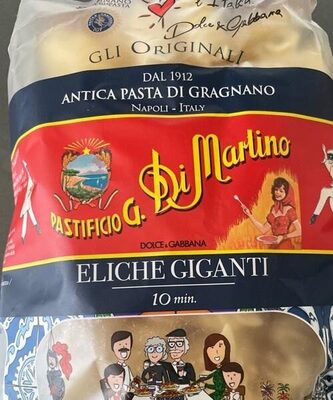 Italia
Dolce & Gabbana
GLI ORIGINALI
DAL 1912
ANTICA PASTA DI GRAGNANO
NAPOLI - ITALY
PASTIFICIO G. Di Martino
DOLCE & GABBANA
ELICHE GIGANTI
10 min.